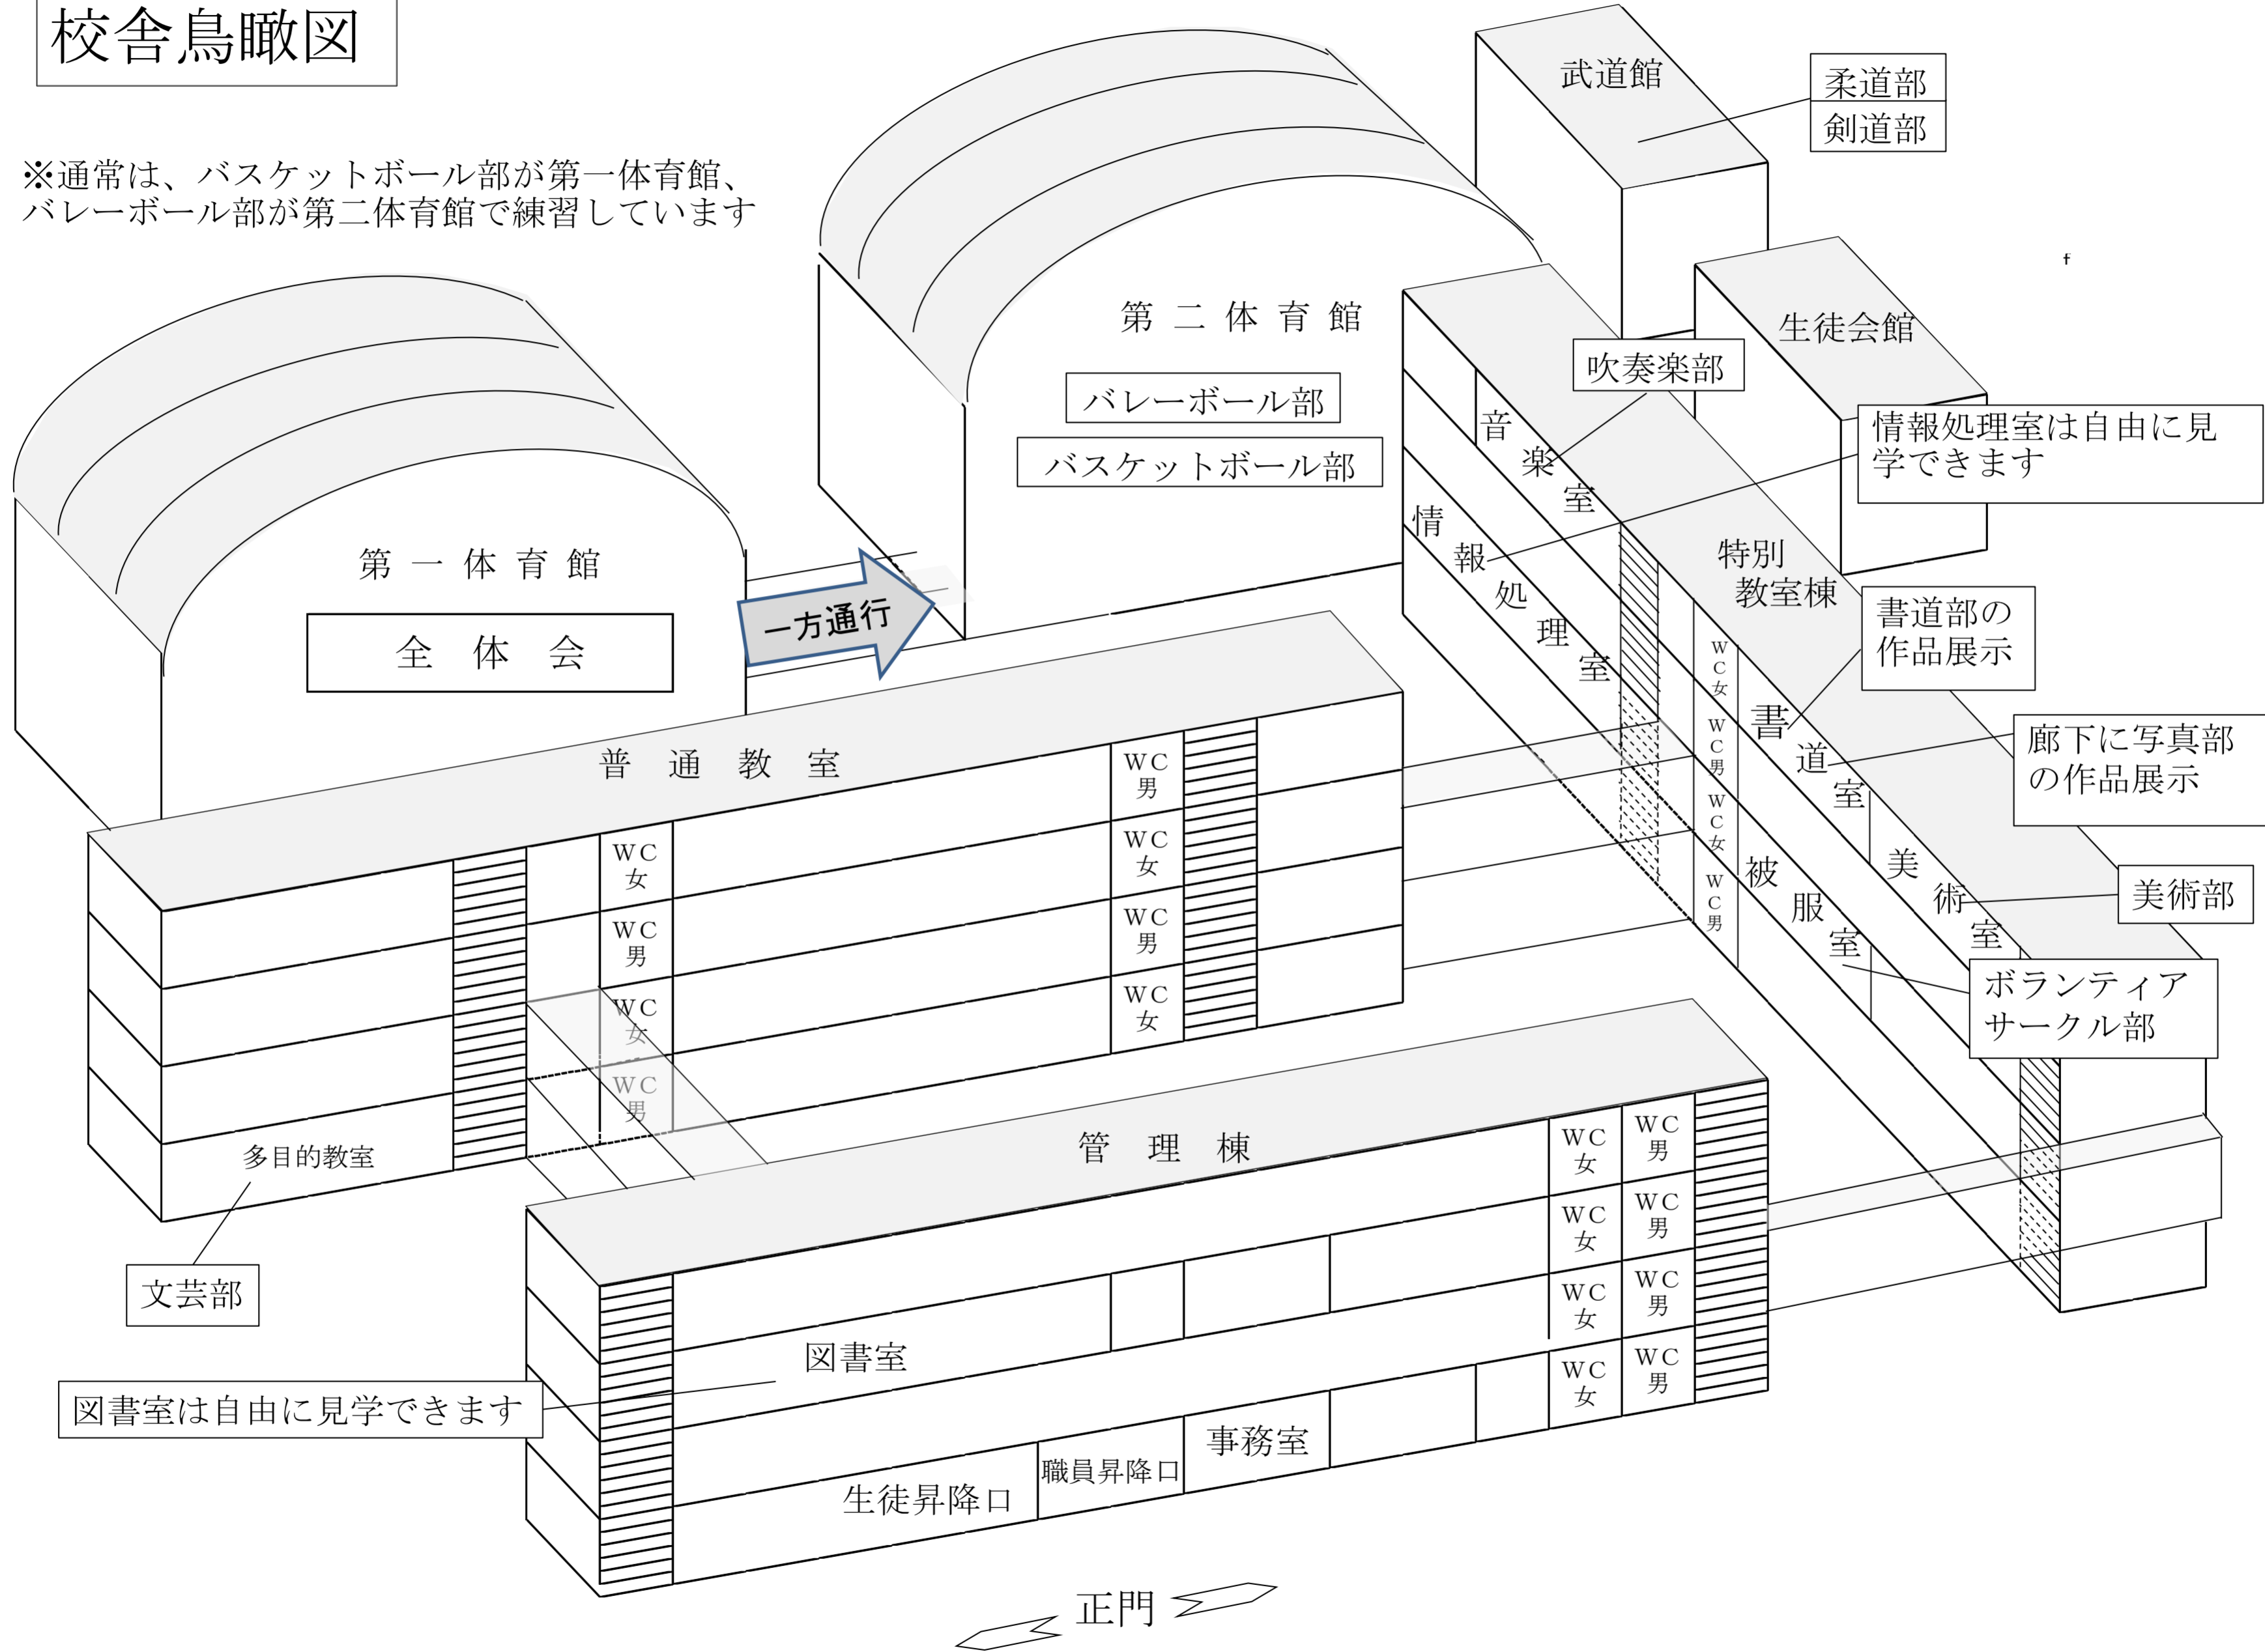 校舎鳥瞰図
※通常は、バスケットボール部が第一体育館、
バレーボール部が第二体育館で練習しています
武道館
柔道部
剣道部
f
第二体育館
バレーボール部
バスケットボール部
生徒会館
吹奏楽部
音楽室
情報処理室は自由に見
学できます
情報処理室
特別
教室棟
第一体育館
全体会
一方通行
書道部の
作品展示
WC女
WC男
WC女
WC男
書道室
廊下に写真部
の作品展示
美術室
美術部
被服室
ボランティア
サークル部
普通教室
WC
男
WC
女
WC
男
WC
女
WC
女
WC
男
WC
女
WC
男
多目的教室
文芸部
管理棟
WC
女
WC
男
WC
女
WC
男
WC
女
WC
男
WC
女
WC
男
図書室
図書室は自由に見学できます
生徒昇降口
職員昇降口
事務室
正門